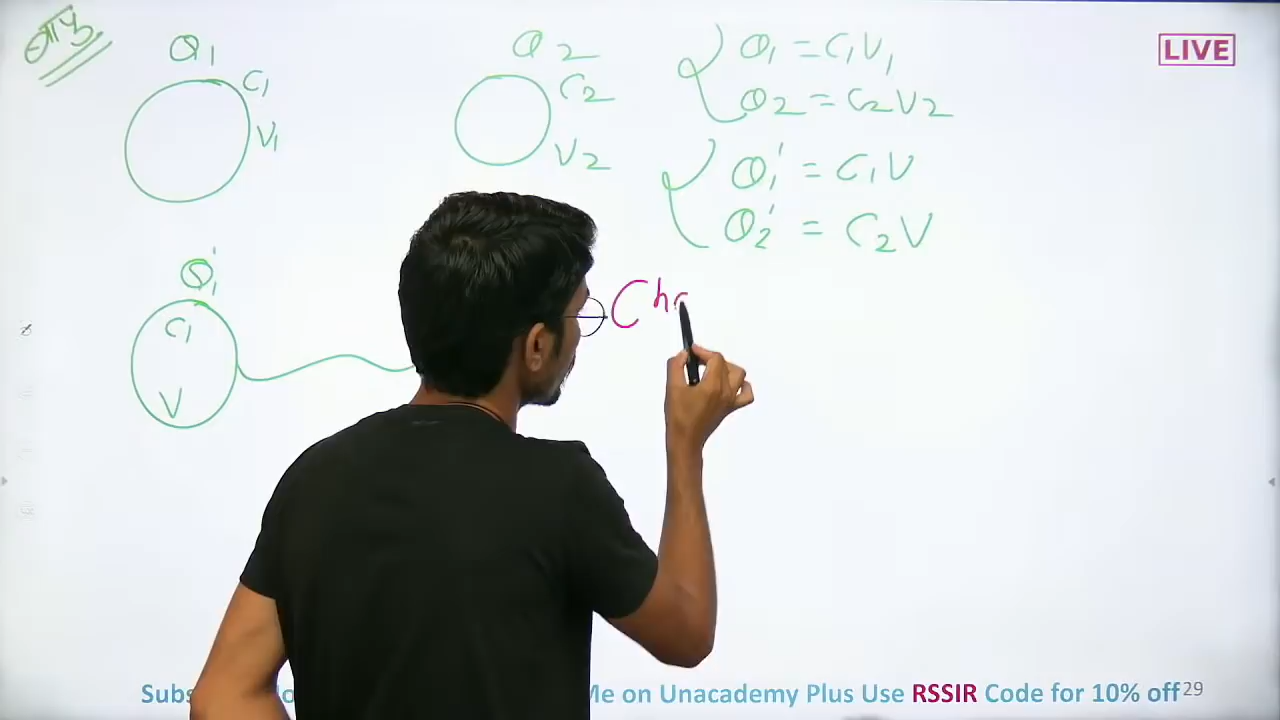 Q1
C1
V1
Q2
C2
V2
Q1 = C1V1
Q2 = C2V2
Q1' = C1V
Q2' = C2V
LIVE
Q1'
C1
V
Ch
Me on Unacademy Plus Use RSSIR Code for 10% off
29